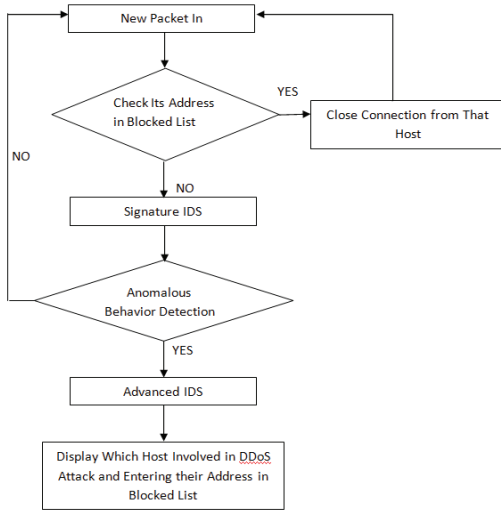 New Packet In
Check Its Address
in Blocked List
YES
Close Connection from That
Host
NO
NO
Signature IDS
Anomalous
Behavior Detection
YES
Advanced IDS
Display Which Host Involved in DDoS
Attack and Entering their Address in
Blocked List